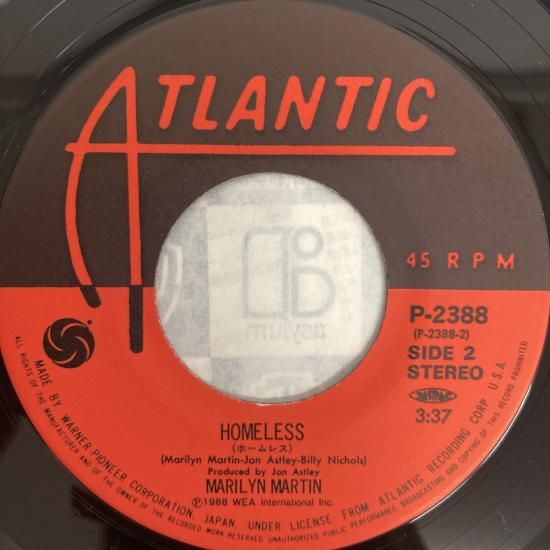 ATLANTIC
45 RPM
P-2388
(P-2388-2)
SIDE 2
STEREO
3:37
HOMELESS
(ホームレス)
(Marilyn Martin-Jon Astley-Billy Nichols)
Produced by Jon Astley
MARILYN MARTIN
Ⓟ1988 WEA International Inc.
MADE BY WARNER PIONEER CORPORATION, JAPAN, UNDER LICENSE FROM ATLANTIC RECORDING CORP. U.S.A.
ALL RIGHTS OF THE MANUFACTURER AND OF THE OWNER OF THE RECORDED WORK RESERVED UNAUTHORIZED PUBLIC PERFORMANCE, BROADCASTING AND COPYING OF THIS RECORD PROHIBITED
asylum